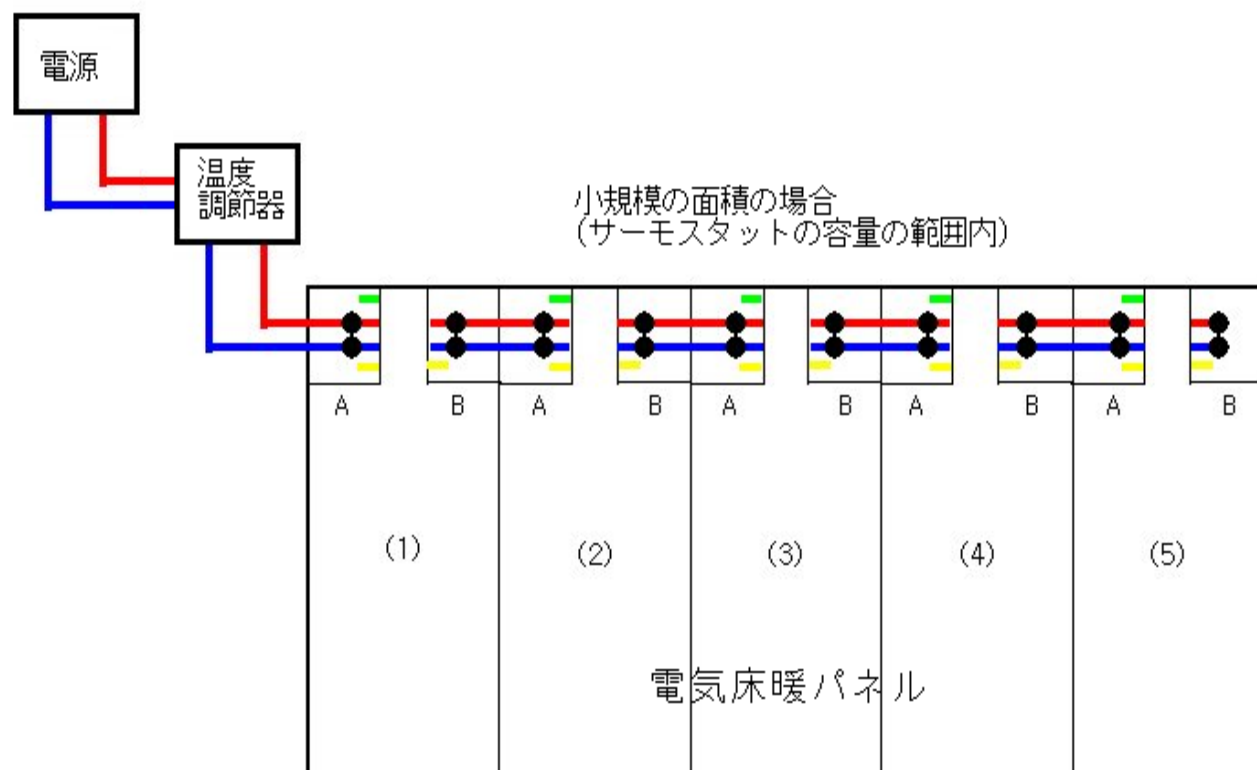 電源
温度
調節器
小規模の面積の場合
(サーモスタットの容量の範囲内)
A B A B A B A B A B
(1) (2) (3) (4) (5)
電気床暖パネル